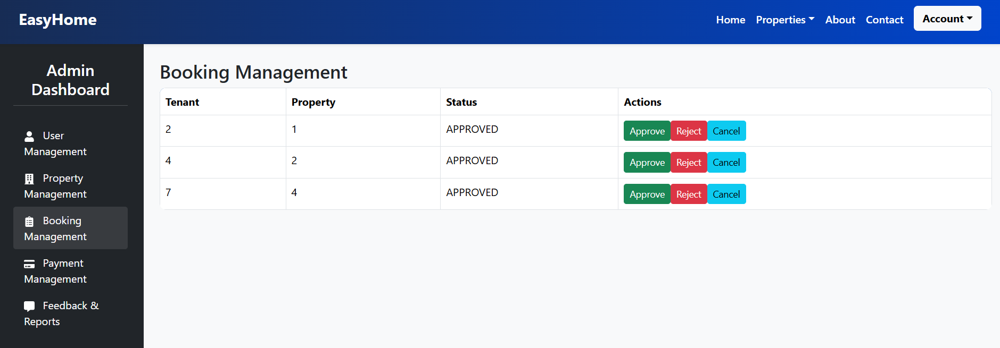 EasyHome
Home Properties About Contact Account
Admin
Dashboard
User
Management
Property
Management
Booking
Management
Payment
Management
Feedback &
Reports
Booking Management
Tenant Property Status Actions
2 1 APPROVED Approve Reject Cancel
4 2 APPROVED Approve Reject Cancel
7 4 APPROVED Approve Reject Cancel